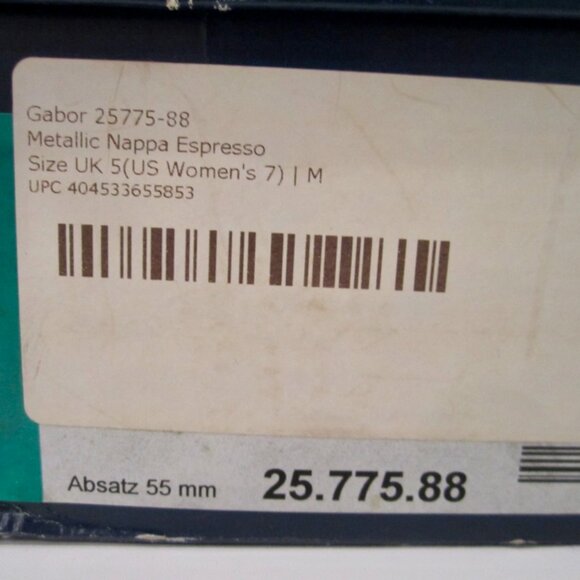 Gabor 25775-88
Metallic Nappa Espresso
Size UK 5(US Women's 7) | M
UPC 404533655853
Absatz 55 mm 25.775.88